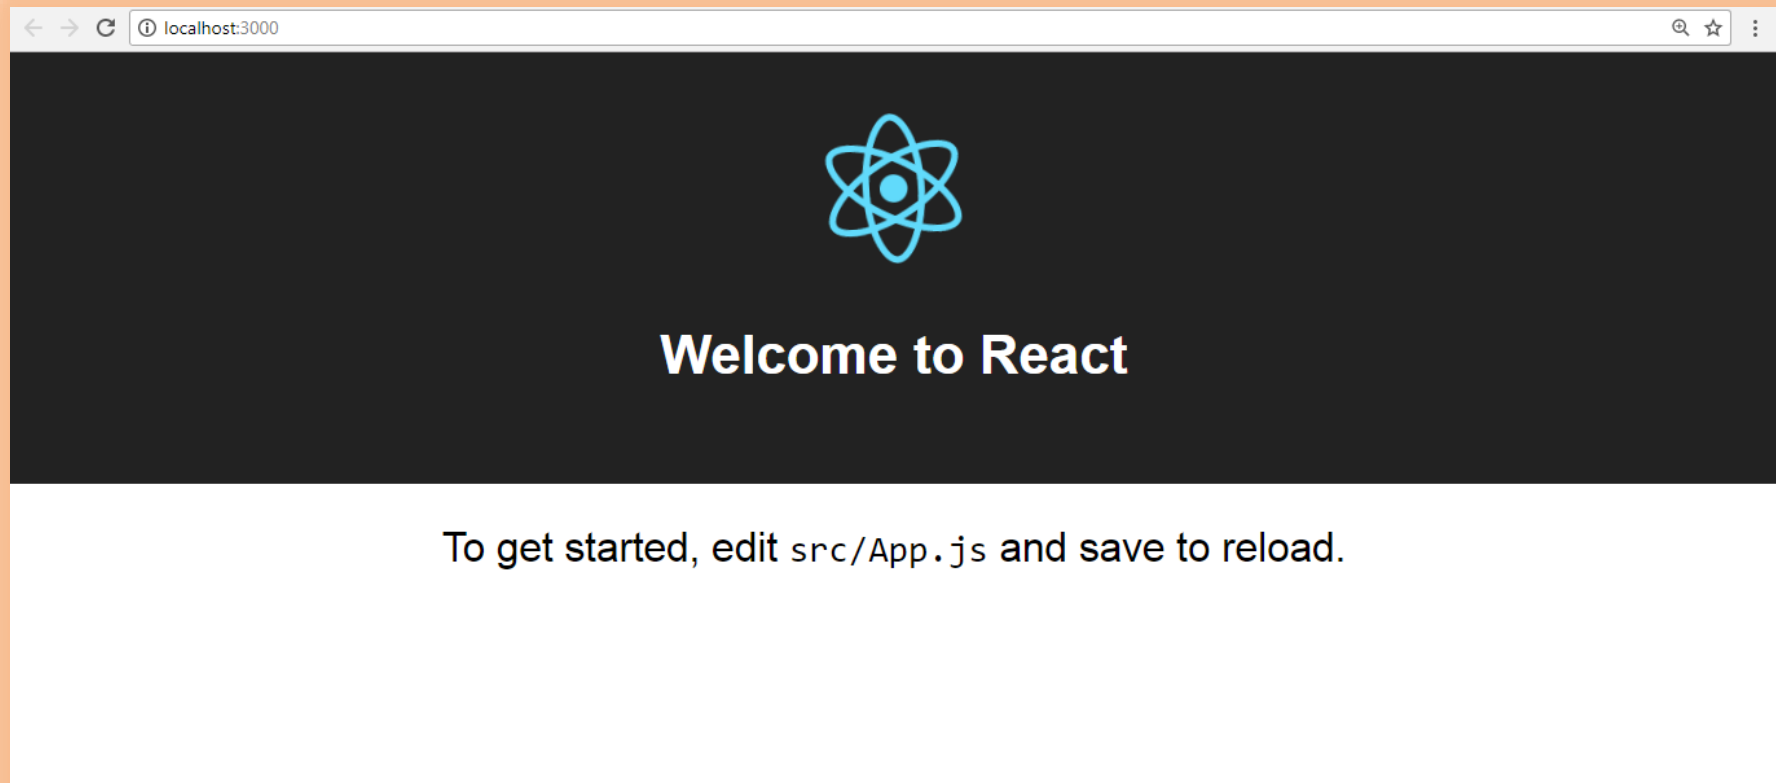 localhost:3000
Welcome to React
To get started, edit src/App.js and save to reload.